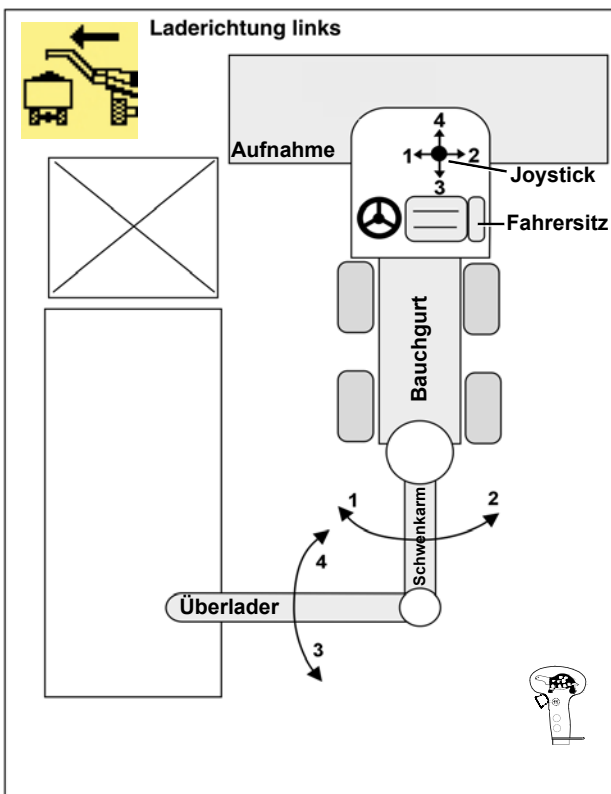 Laderichtung links
4
Aufnahme
1
2
Joystick
3
Fahrersitz
Bauchgurt
1
2
Schwenkarm
4
Überlader
3